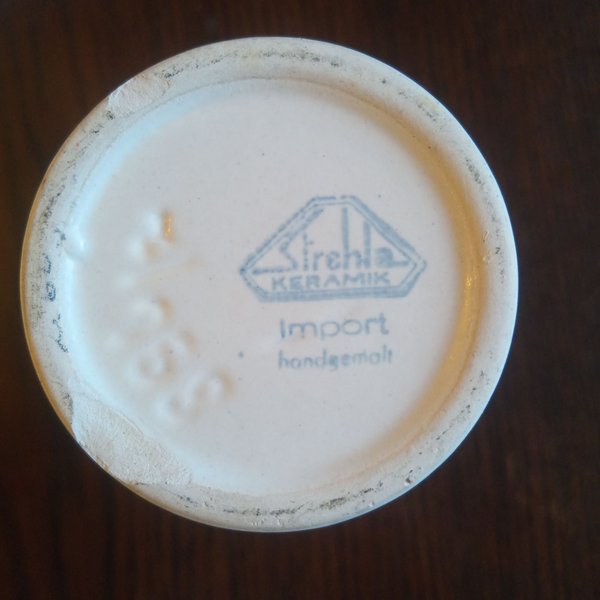 Strehla
KERAMIK
Import
handgemalt